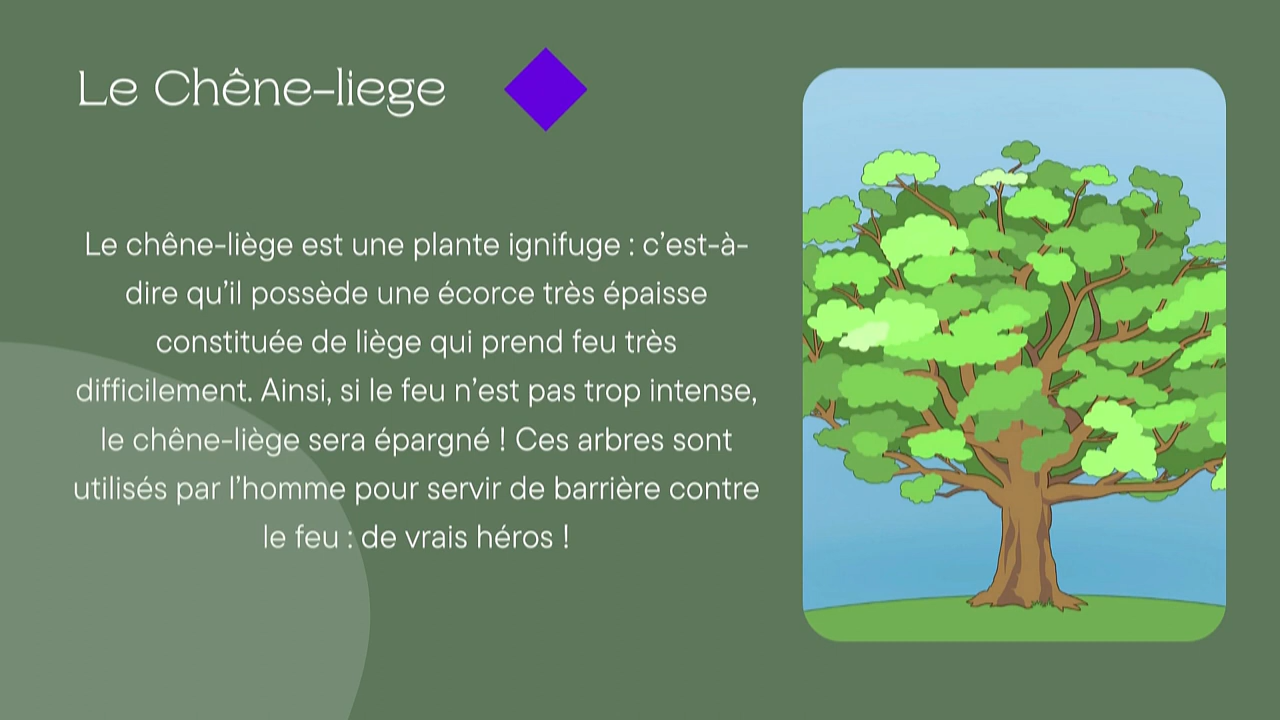 Le Chêne-liege
Le chêne-liège est une plante ignifuge : c’est-à-
dire qu’il possède une écorce très épaisse
constituée de liège qui prend feu très
difficilement. Ainsi, si le feu n’est pas trop intense,
le chêne-liège sera épargné ! Ces arbres sont
utilisés par l’homme pour servir de barrière contre
le feu : de vrais héros !